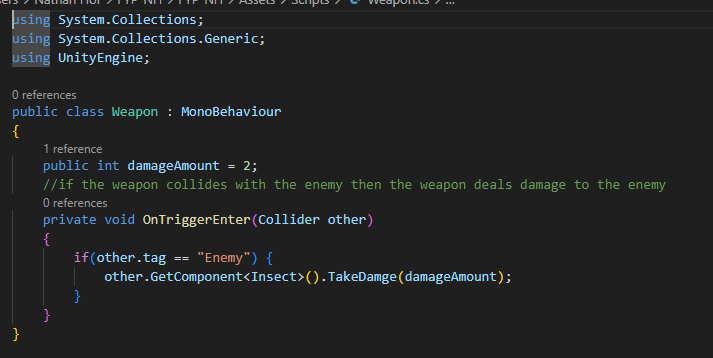 Nathan Hor > FYP-NH > FYP-NH > Assets > Scripts > Weapon.cs > ...
using System.Collections;
using System.Collections.Generic;
using UnityEngine;
0 references
public class Weapon : MonoBehaviour
{
1 reference
public int damageAmount = 2;
//if the weapon collides with the enemy then the weapon deals damage to the enemy
0 references
private void OnTriggerEnter(Collider other)
{
if(other.tag == "Enemy") {
other.GetComponent<Insect>().TakeDamge(damageAmount);
}
}
}